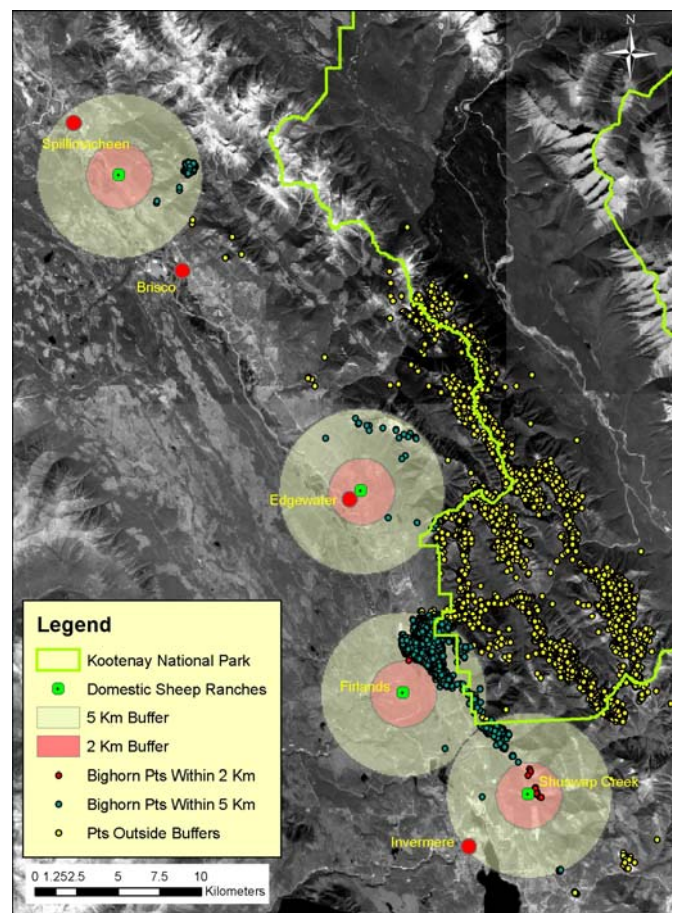 N
Spillimacheen
Brisco
Edgewater
Firlands
Shuswap Creek
Invermere
Legend
Kootenay National Park
Domestic Sheep Ranches
5 Km Buffer
2 Km Buffer
Bighorn Pts Within 2 Km
Bighorn Pts Within 5 Km
Pts Outside Buffers
0 1.252.5 5 7.5 10
Kilometers